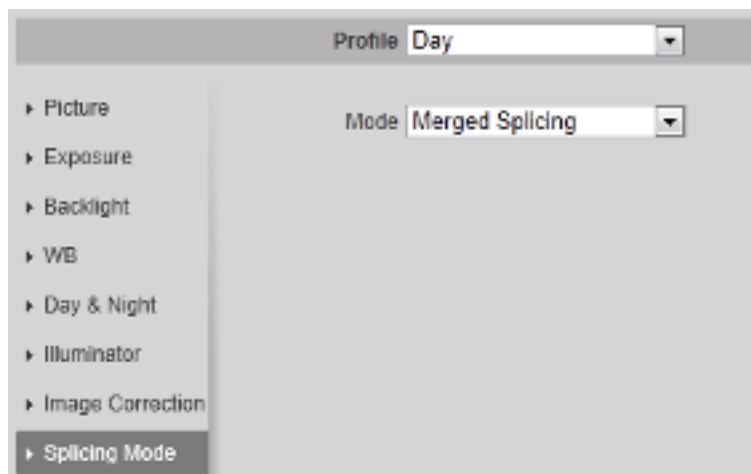 Profile Day
Picture
Mode Merged Splicing
Exposure
Backlight
WB
Day & Night
Illuminator
Image Correction
Splicing Mode